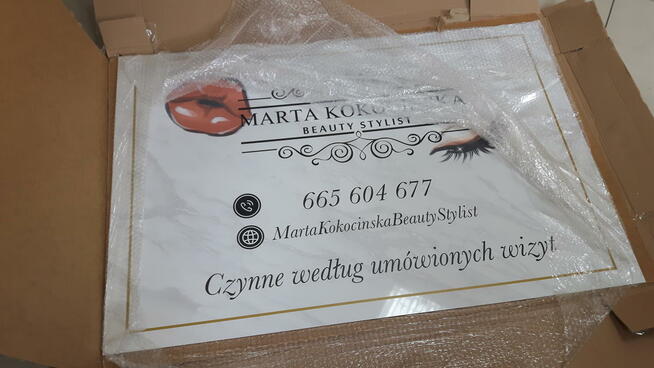 MARTA KOKOCIŃSKA
BEAUTY STYLIST
665 604 677
MartaKokocinskaBeautyStylist
Czynne według umówionych wizyt